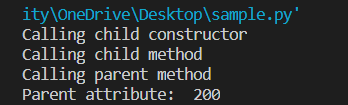 ity\OneDrive\Desktop\sample.py'
Calling child constructor
Calling child method
Calling parent method
Parent attribute:  200